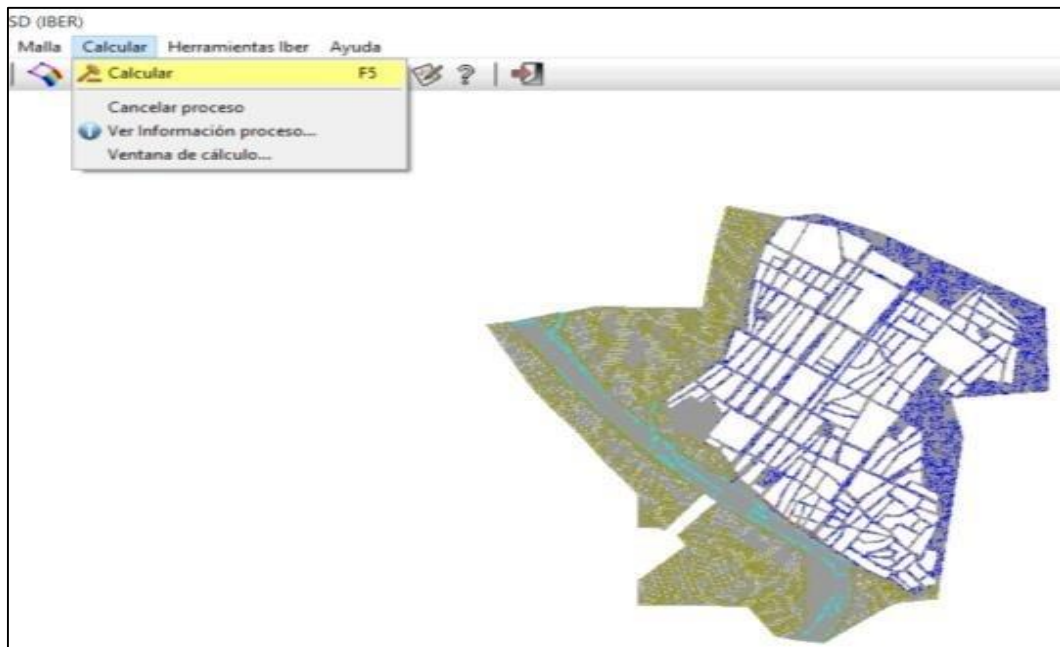 SD (IBER)
Malla Calcular Herramientas Iber Ayuda
Calcular F5
Cancelar proceso
Ver Información proceso...
Ventana de cálculo...